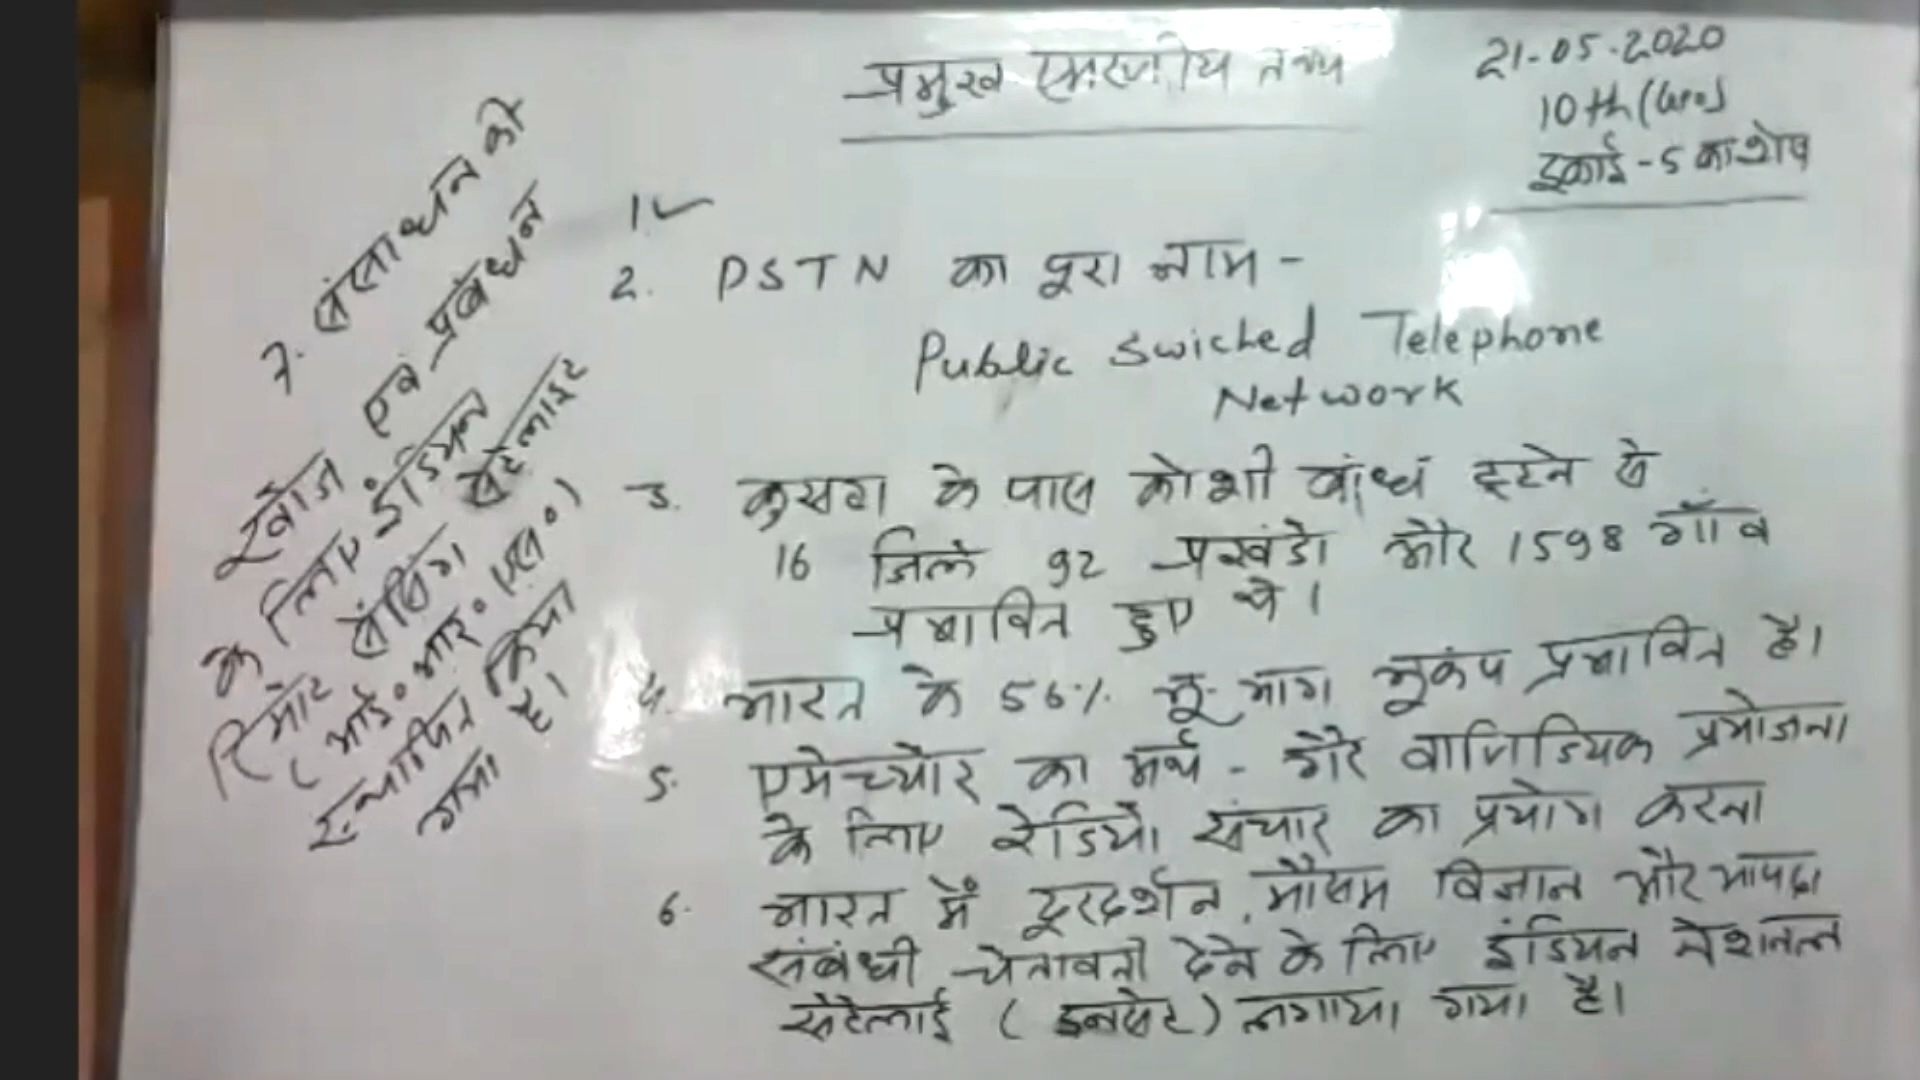 प्रमुख स्मरणीय तथ्य
21-05-2020
10th (Geo)
इकाई - 5 का शेष
1.
2. PSTN का पूरा नाम -
Public Swiched Telephone
Network
3. कुसहा के पास कोशी बांध टूटने से
16 जिले 92 प्रखंडो और 1598 गाँव
प्रभावित हुए थे।
4. भारत के 56% भू-भाग भूकंप प्रभावित है।
5. एमेच्योर का अर्थ - गैर वाणिज्यिक प्रयोजना
के लिए रेडियो संचार का प्रयोग करना
6. भारत में दूरदर्शन, मौसम विज्ञान और आपदा
संबंधी चेतावनी देने के लिए इंडियन नेशनल
सेटेलाई (इनसेट) लगाया गया है।
7. संसाधन की
खोज एवं प्रबंधन
के लिए इंडियन
रिमोट सेंसिंग सेटेलाइट
(आई० आर० एस०)
स्थापित किया
गया है।